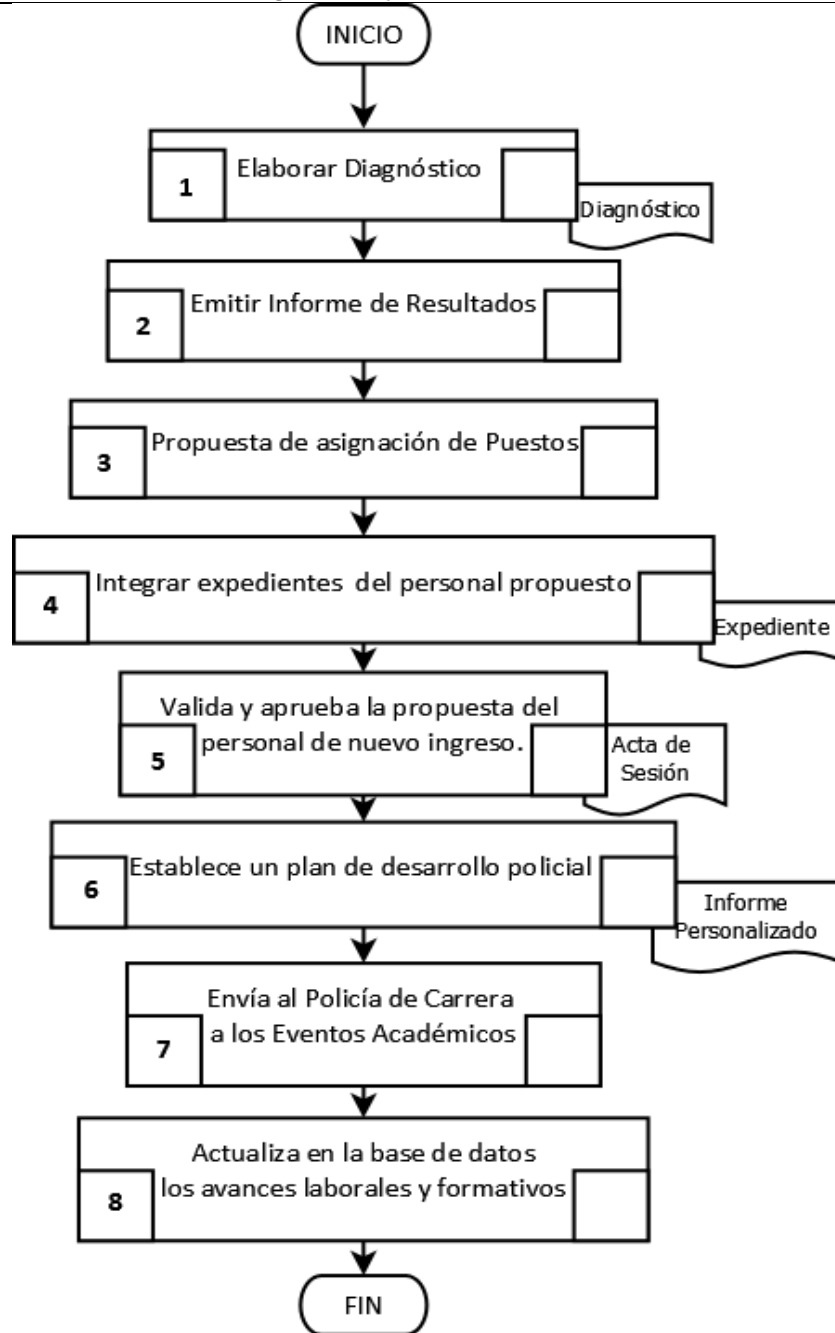 INICIO
Elaborar Diagnóstico
1
Diagnóstico
Emitir Informe de Resultados
2
Propuesta de asignación de Puestos
3
Integrar expedientes del personal propuesto
4
Expediente
Valida y aprueba la propuesta del
personal de nuevo ingreso.
5
Acta de
Sesión
Establece un plan de desarrollo policial
6
Informe
Personalizado
Envía al Policía de Carrera
a los Eventos Académicos
7
Actualiza en la base de datos
los avances laborales y formativos
8
FIN